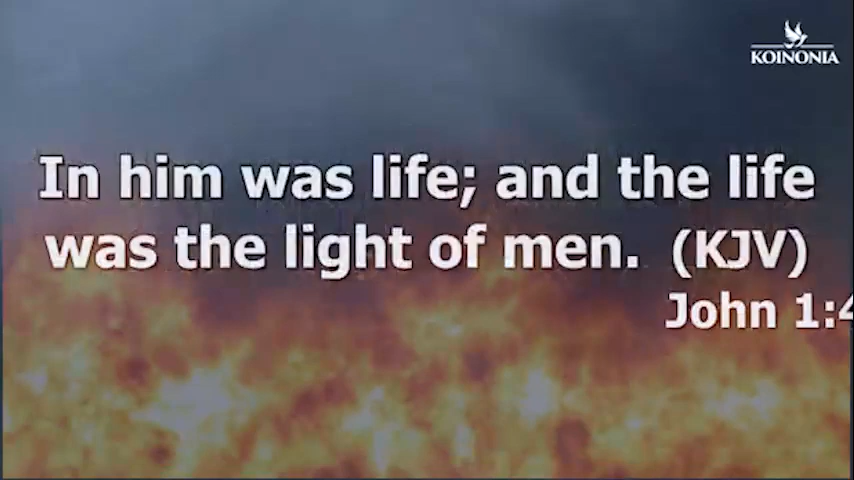 KOINONIA
In him was life; and the life
was the light of men. (KJV)
John 1:4